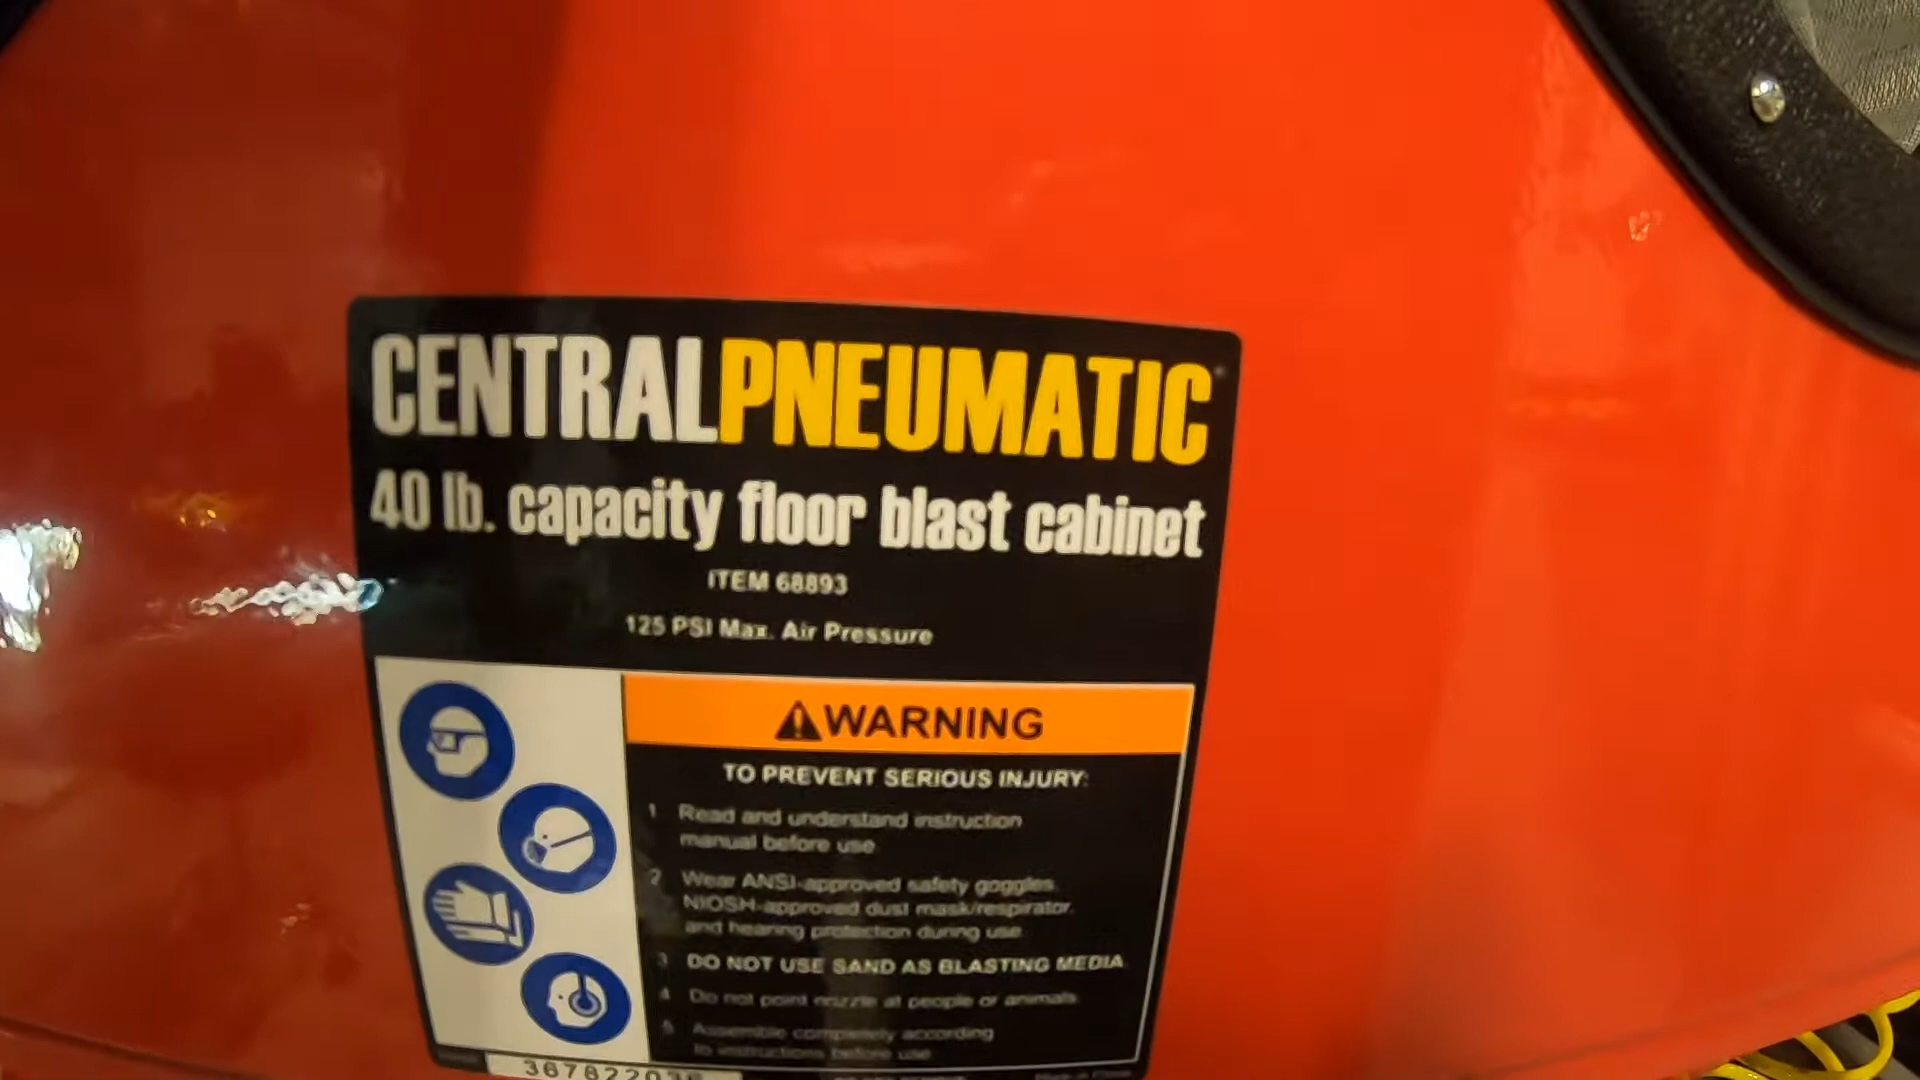 CENTRALPNEUMATIC
40 lb. capacity floor blast cabinet
ITEM 68893
125 PSI Max. Air Pressure
WARNING
TO PREVENT SERIOUS INJURY:
1 Read and understand instruction
manual before use
2 Wear ANSI-approved safety goggles,
NIOSH-approved dust mask/respirator,
and hearing protection during use
3 DO NOT USE SAND AS BLASTING MEDIA
4 Do not point nozzle at people or animals
5 Assemble completely according
to instructions before use